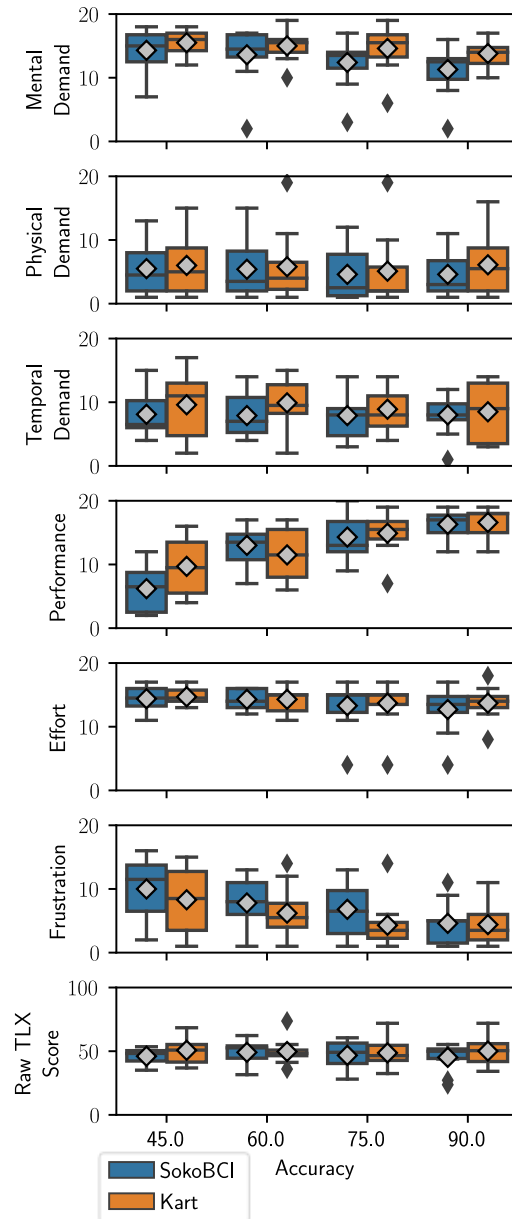 20
10
0
Mental
Demand
20
10
0
Physical
Demand
20
10
0
Temporal
Demand
20
10
0
Performance
20
10
0
Effort
20
10
0
Frustration
100
50
0
Raw TLX
Score
45.0 60.0 75.0 90.0
Accuracy
SokoBCI
Kart